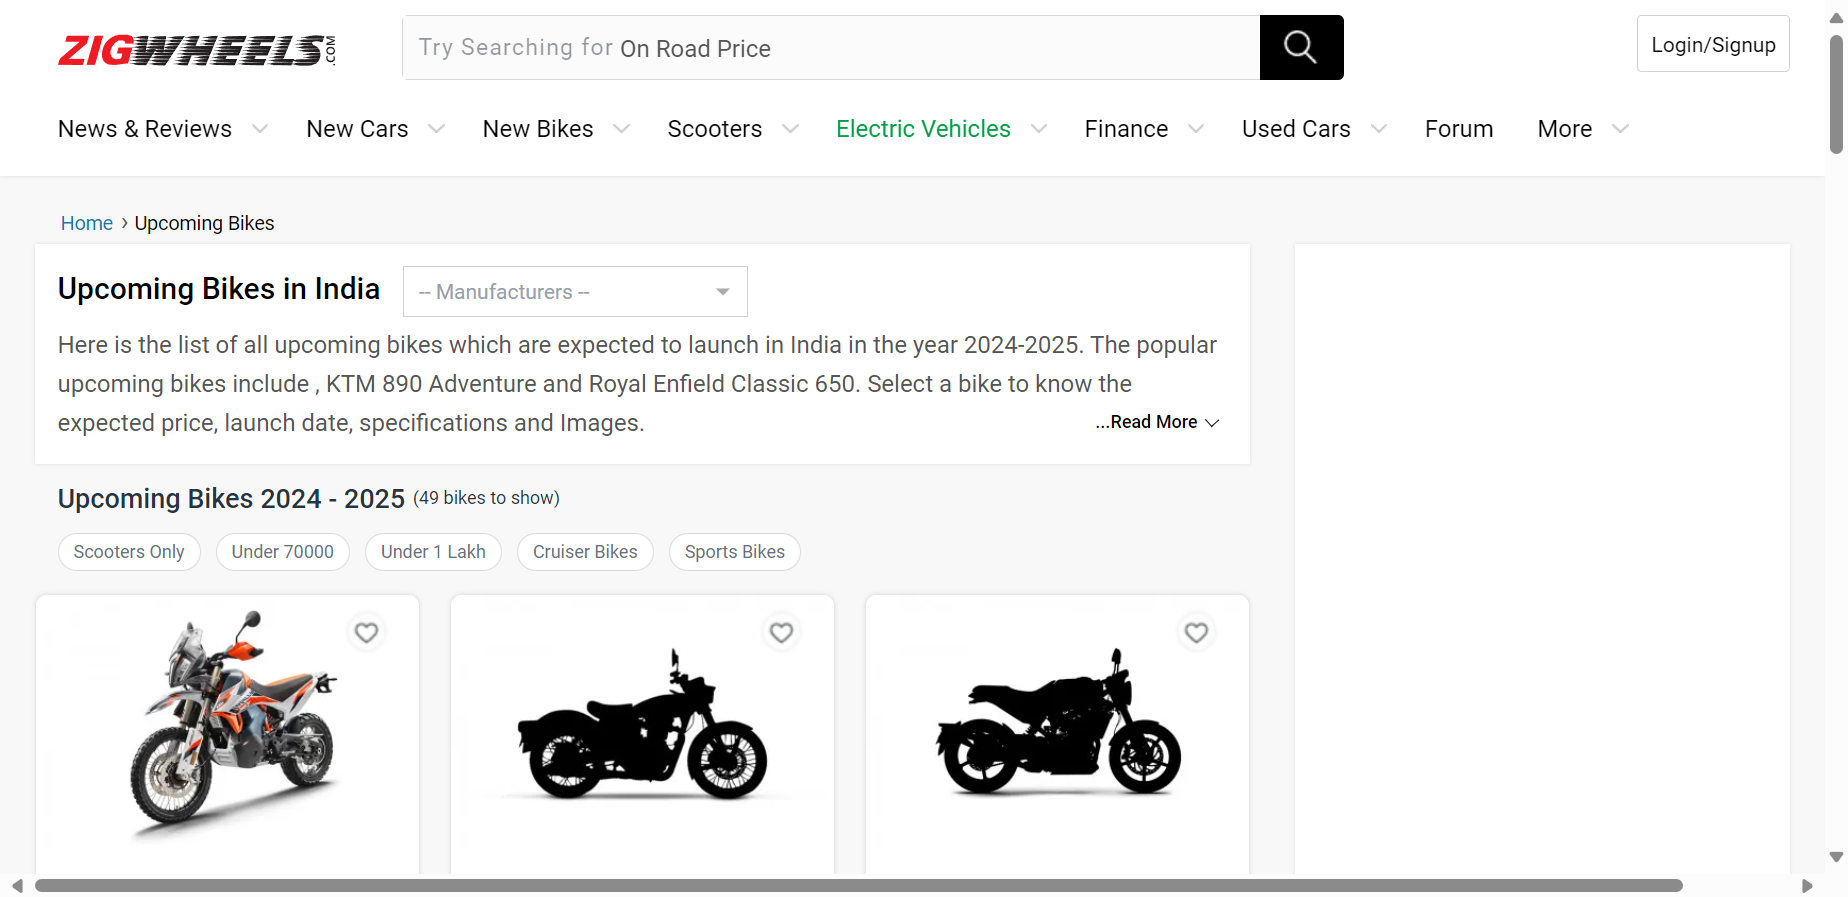 ZIGWHEELS.COM
Try Searching for On Road Price
Login/Signup
News & Reviews New Cars New Bikes Scooters Electric Vehicles Finance Used Cars Forum More
Home › Upcoming Bikes
Upcoming Bikes in India
-- Manufacturers --
Here is the list of all upcoming bikes which are expected to launch in India in the year 2024-2025. The popular
upcoming bikes include , KTM 890 Adventure and Royal Enfield Classic 650. Select a bike to know the
expected price, launch date, specifications and Images.
...Read More
Upcoming Bikes 2024 - 2025 (49 bikes to show)
Scooters Only Under 70000 Under 1 Lakh Cruiser Bikes Sports Bikes